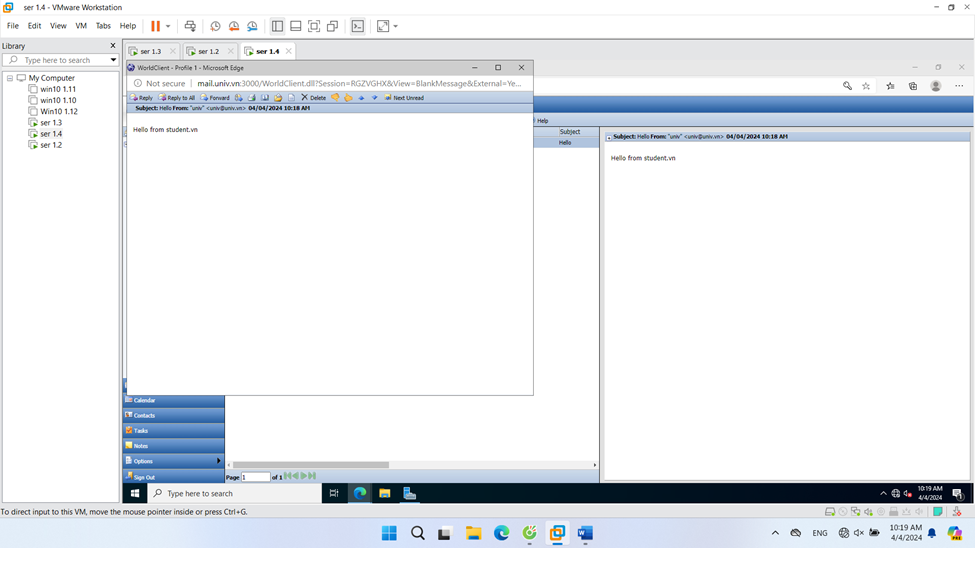 ser 1.4 - VMware Workstation
File Edit View VM Tabs Help
Library
Type here to search
My Computer
win10 1.11
win10 1.10
Win10 1.12
ser 1.3
ser 1.4
ser 1.2
ser 1.3 ser 1.2 ser 1.4
WorldClient - Profile 1 - Microsoft Edge
Not secure mail.univ.vn:3000/WorldClient.dll?Session=RGZVGHX&View=BlankMessage&External=Ye...
Reply Reply to All Forward Delete Next Unread
Subject: Hello From: "univ" <univ@univ.vn> 04/04/2024 10:18 AM
Hello from student.vn
Help
Subject
Hello
Subject: Hello From: "univ" <univ@univ.vn> 04/04/2024 10:18 AM
Hello from student.vn
Calendar
Contacts
Tasks
Notes
Options
Sign Out
Page 1 of 1
Type here to search
10:19 AM
4/4/2024
To direct input to this VM, move the mouse pointer inside or press Ctrl+G.
ENG
10:19 AM
4/4/2024